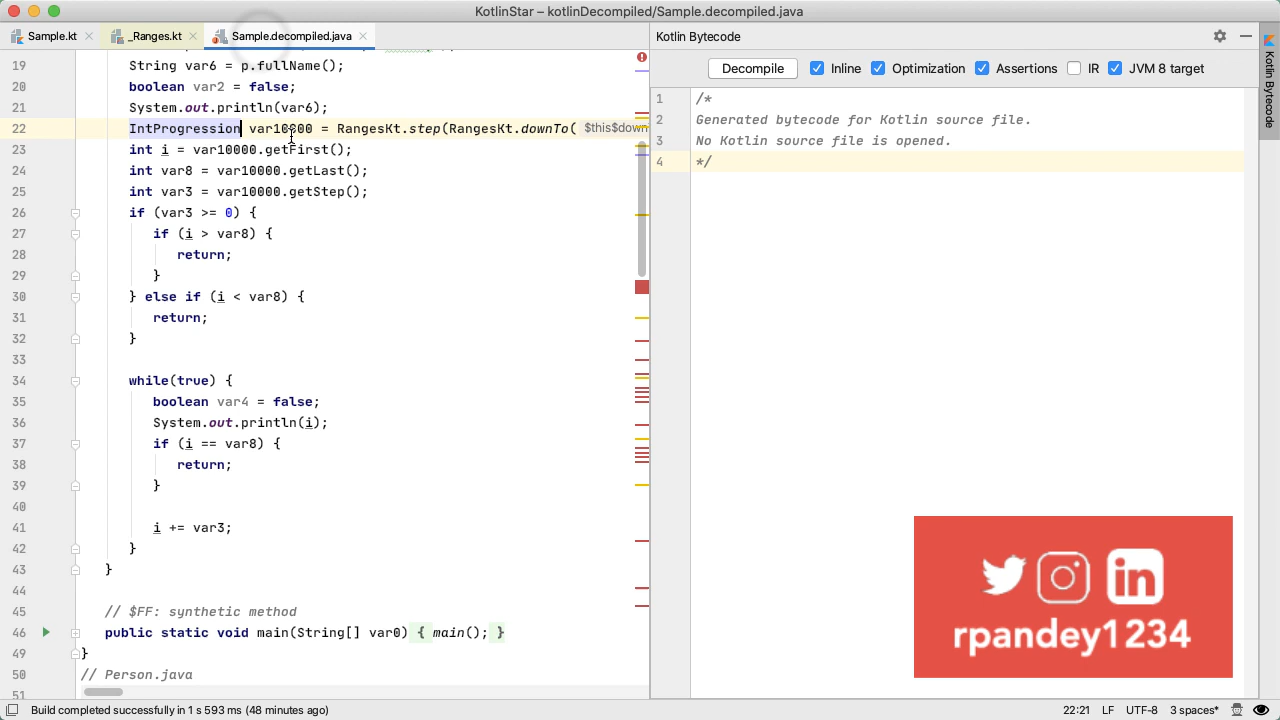 KotlinStar – kotlinDecompiled/Sample.decompiled.java
Sample.kt
_Ranges.kt
Sample.decompiled.java
19 String var6 = p.fullName();
20 boolean var2 = false;
21 System.out.println(var6);
22 IntProgression var10000 = RangesKt.step(RangesKt.downTo( $this$down
23 int i = var10000.getFirst();
24 int var8 = var10000.getLast();
25 int var3 = var10000.getStep();
26 if (var3 >= 0) {
27 if (i > var8) {
28 return;
29 }
30 } else if (i < var8) {
31 return;
32 }
33
34 while(true) {
35 boolean var4 = false;
36 System.out.println(i);
37 if (i == var8) {
38 return;
39 }
40
41 i += var3;
42 }
43 }
44
45 // $FF: synthetic method
46 public static void main(String[] var0) { main(); }
49 }
50 // Person.java
51
Kotlin Bytecode
Decompile Inline Optimization Assertions IR JVM 8 target
1 /*
2 Generated bytecode for Kotlin source file.
3 No Kotlin source file is opened.
4 */
Kotlin Bytecode
in
rpandey1234
Build completed successfully in 1 s 593 ms (48 minutes ago)
22:21 LF UTF-8 3 spaces*